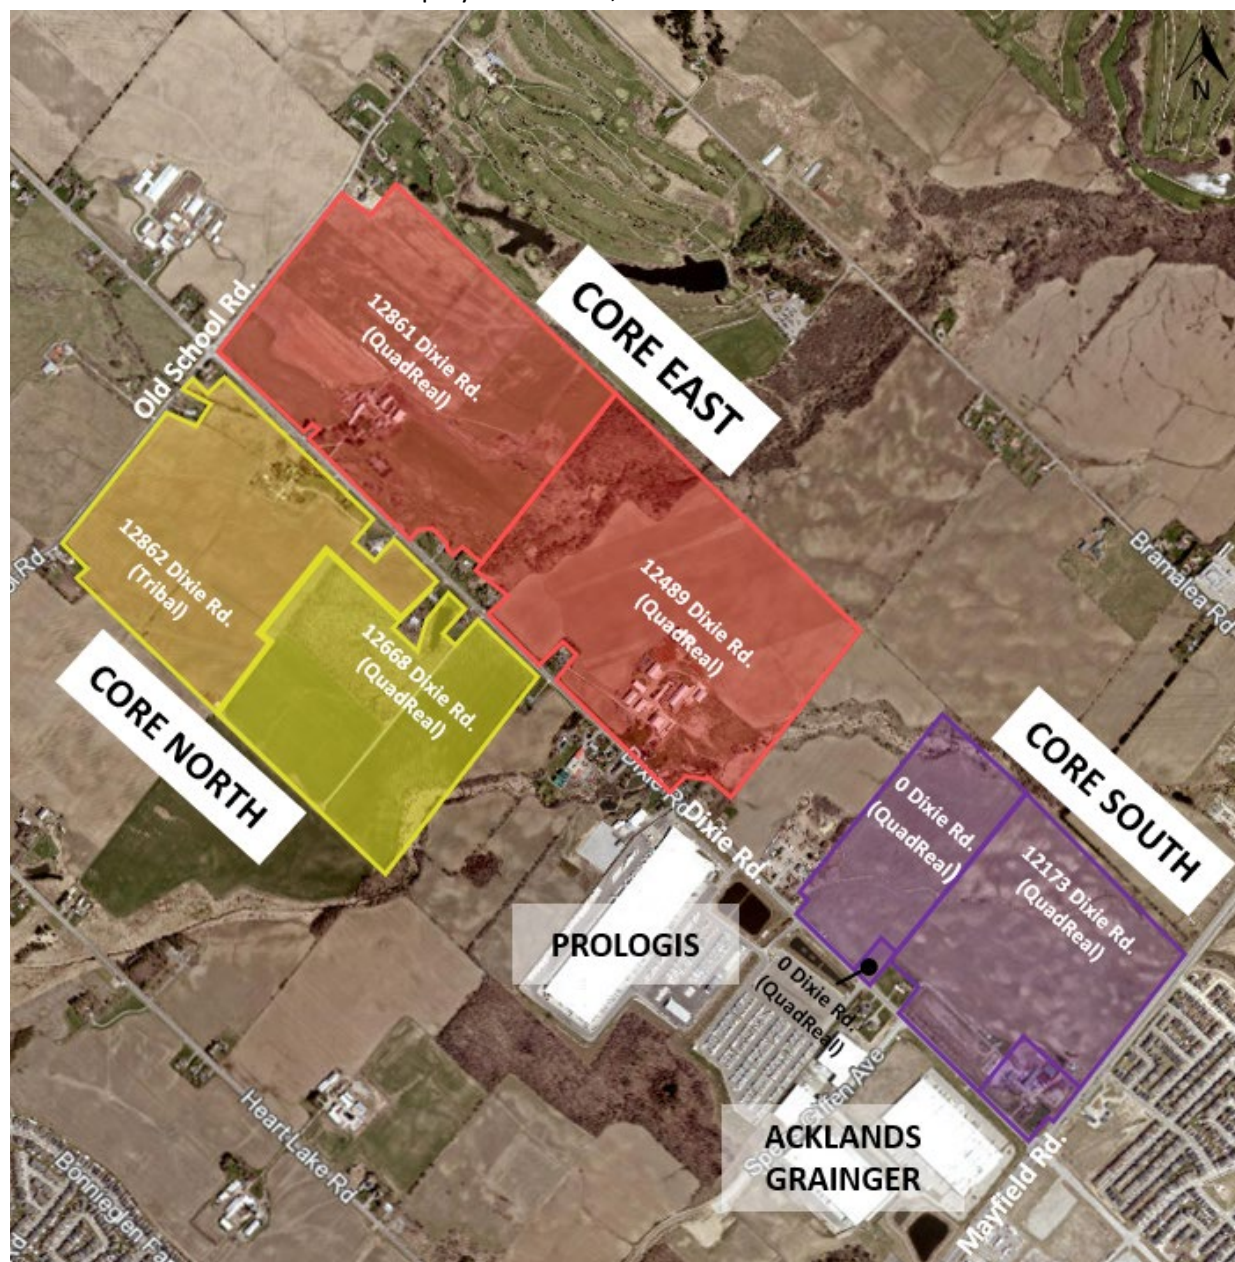 N
CORE EAST
12861 Dixie Rd.
(QuadReal)
Old School Rd.
12489 Dixie Rd.
(QuadReal)
Bramalea Rd
12862 Dixie Rd.
(Tribal)
12668 Dixie Rd.
(QuadReal)
CORE NORTH
CORE SOUTH
Dixie Rd
Dixie Rd.
0 Dixie Rd.
(QuadReal)
12173 Dixie Rd.
(QuadReal)
PROLOGIS
0 Dixie Rd.
(QuadReal)
Heart Lake Rd
ACKLANDS
GRAINGER
Mayfield Rd.
Bonnieglen